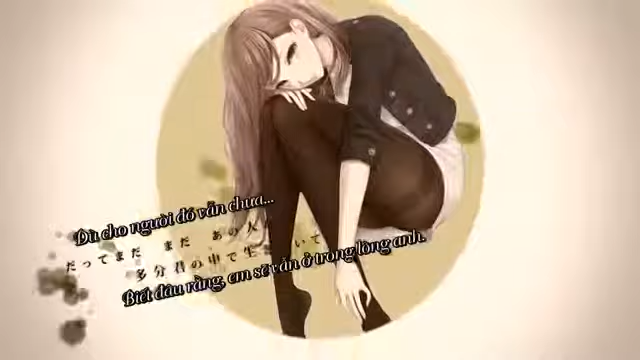 Dù cho người đó vẫn chưa...
だってまだ まだ あの人
多分君の中で生 いて
Biết đâu rằng, em sẽ vẫn ở trong lòng anh.